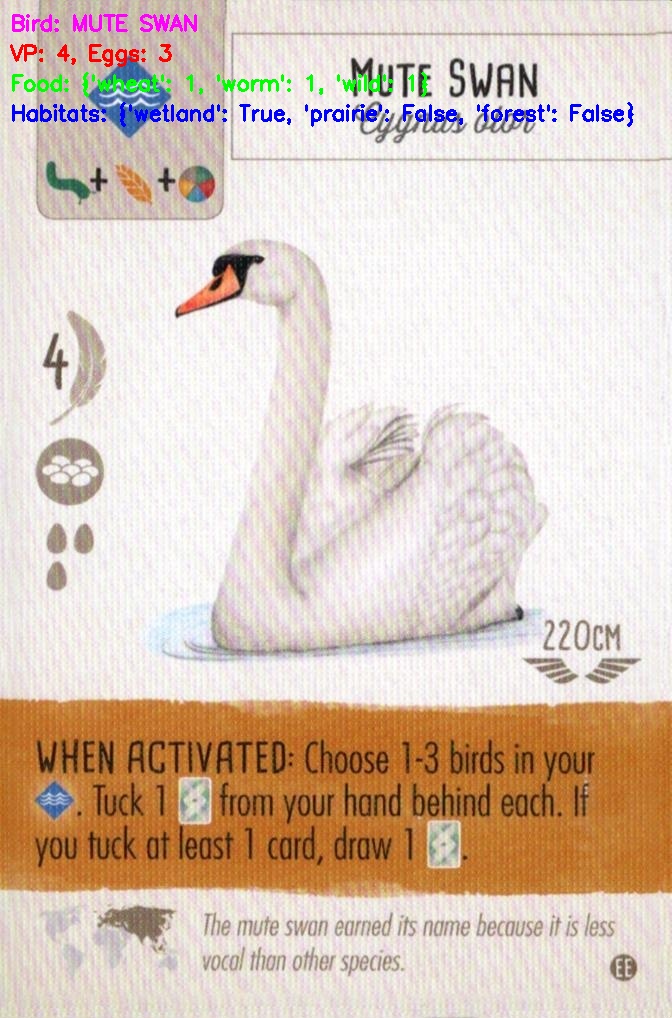 Bird: MUTE SWAN
VP: 4, Eggs: 3
Food: {'wheat': 1, 'worm': 1, 'wild': 1}
Habitats: {'wetland': True, 'prairie': False, 'forest': False}
MUTE SWAN
Cygnus olor
+ +
4
220CM
WHEN ACTIVATED: Choose 1-3 birds in your
. Tuck 1 from your hand behind each. If
you tuck at least 1 card, draw 1 .
The mute swan earned its name because it is less
vocal than other species.
EE